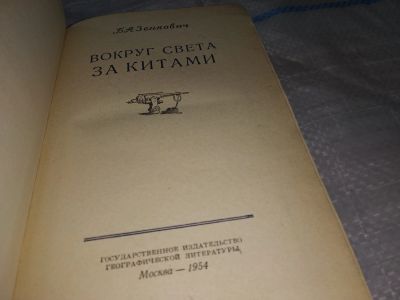 Б.А.Зенкович
ВОКРУГ СВЕТА
ЗА КИТАМИ
ГОСУДАРСТВЕННОЕ ИЗДАТЕЛЬСТВО
ГЕОГРАФИЧЕСКОЙ ЛИТЕРАТУРЫ
Москва — 1954